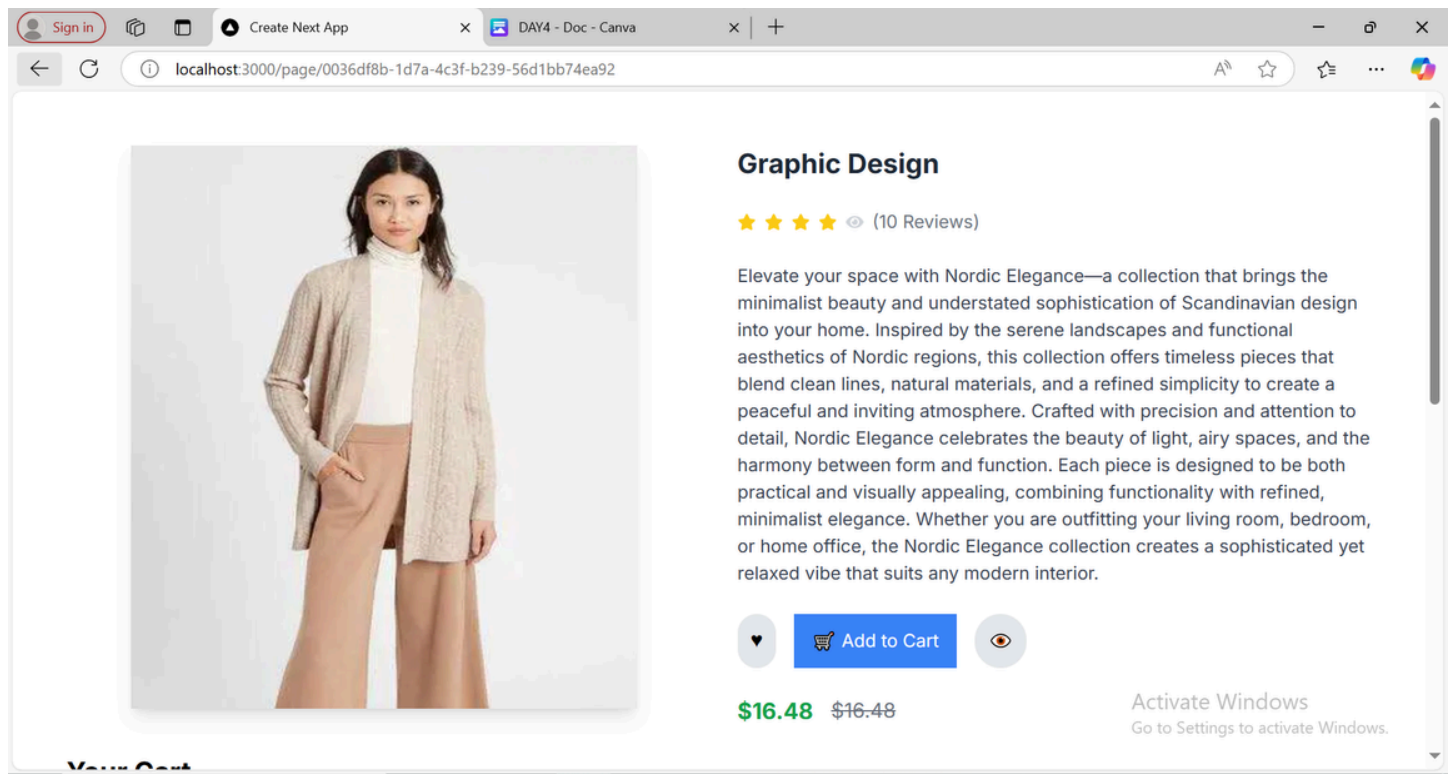 Sign in
Create Next App
DAY4 - Doc - Canva
localhost:3000/page/0036df8b-1d7a-4c3f-b239-56d1bb74ea92
Graphic Design
(10 Reviews)
Elevate your space with Nordic Elegance—a collection that brings the
minimalist beauty and understated sophistication of Scandinavian design
into your home. Inspired by the serene landscapes and functional
aesthetics of Nordic regions, this collection offers timeless pieces that
blend clean lines, natural materials, and a refined simplicity to create a
peaceful and inviting atmosphere. Crafted with precision and attention to
detail, Nordic Elegance celebrates the beauty of light, airy spaces, and the
harmony between form and function. Each piece is designed to be both
practical and visually appealing, combining functionality with refined,
minimalist elegance. Whether you are outfitting your living room, bedroom,
or home office, the Nordic Elegance collection creates a sophisticated yet
relaxed vibe that suits any modern interior.
Add to Cart
$16.48 $16.48
Activate Windows
Go to Settings to activate Windows.
Your Cart